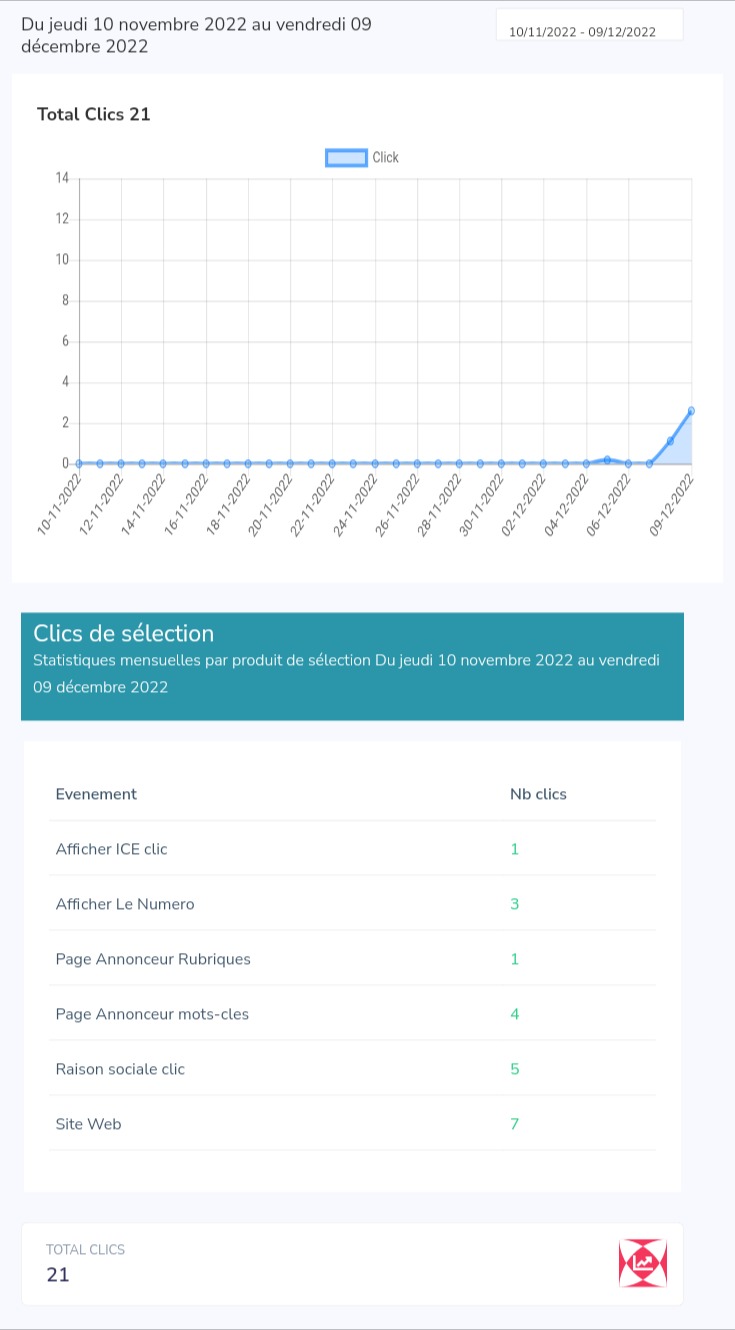 Du jeudi 10 novembre 2022 au vendredi 09
décembre 2022
10/11/2022 - 09/12/2022
Total Clics 21
Click
14
12
10
8
6
4
2
0
10-11-2022
12-11-2022
14-11-2022
16-11-2022
18-11-2022
20-11-2022
22-11-2022
24-11-2022
26-11-2022
28-11-2022
30-11-2022
02-12-2022
04-12-2022
06-12-2022
09-12-2022
Clics de sélection
Statistiques mensuelles par produit de sélection Du jeudi 10 novembre 2022 au vendredi
09 décembre 2022
Evenement Nb clics
Afficher ICE clic 1
Afficher Le Numero 3
Page Annonceur Rubriques 1
Page Annonceur mots-cles 4
Raison sociale clic 5
Site Web 7
TOTAL CLICS
21